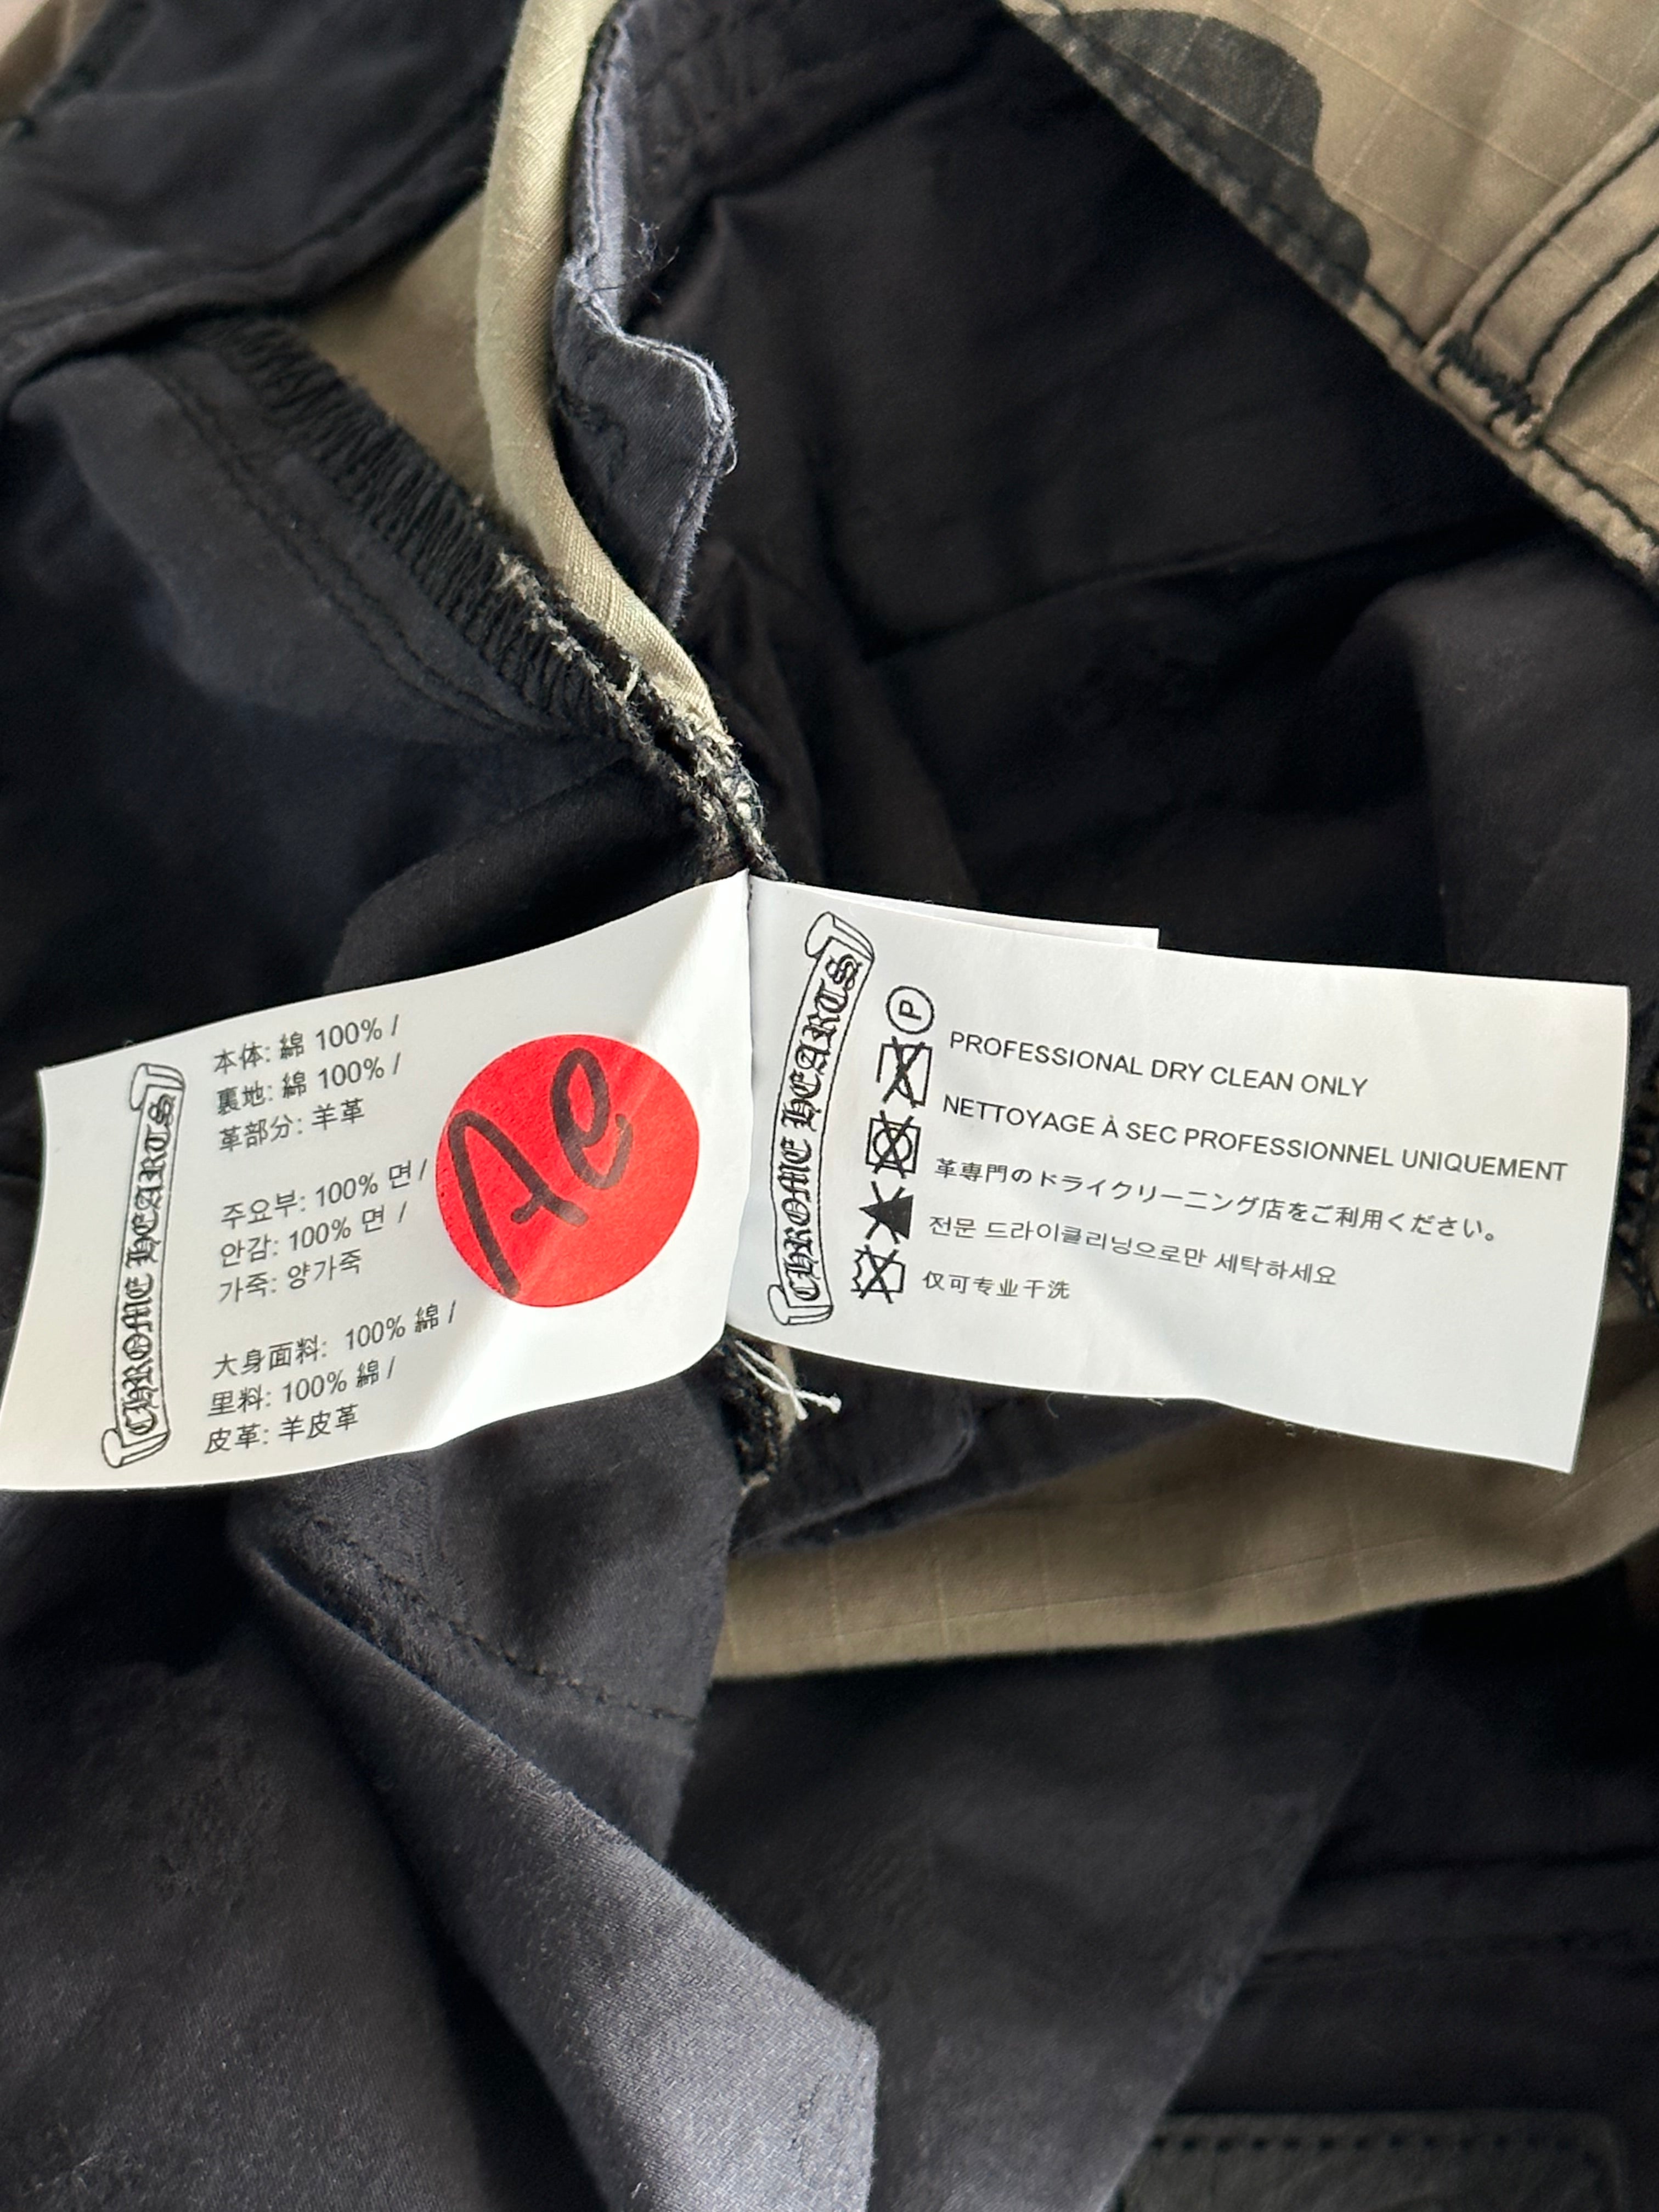 CHROME HEARTS
本体: 綿 100% /
裏地: 綿 100% /
革部分: 羊革
주요부: 100% 면 /
안감: 100% 면 /
가죽: 양가죽
大身面料: 100% 綿 /
里料: 100% 綿 /
皮革: 羊皮革
Ae
CHROME HEARTS
P
PROFESSIONAL DRY CLEAN ONLY
NETTOYAGE À SEC PROFESSIONNEL UNIQUEMENT
革専門のドライクリーニング店をご利用ください。
전문 드라이클리닝으로만 세탁하세요
仅可专业干洗